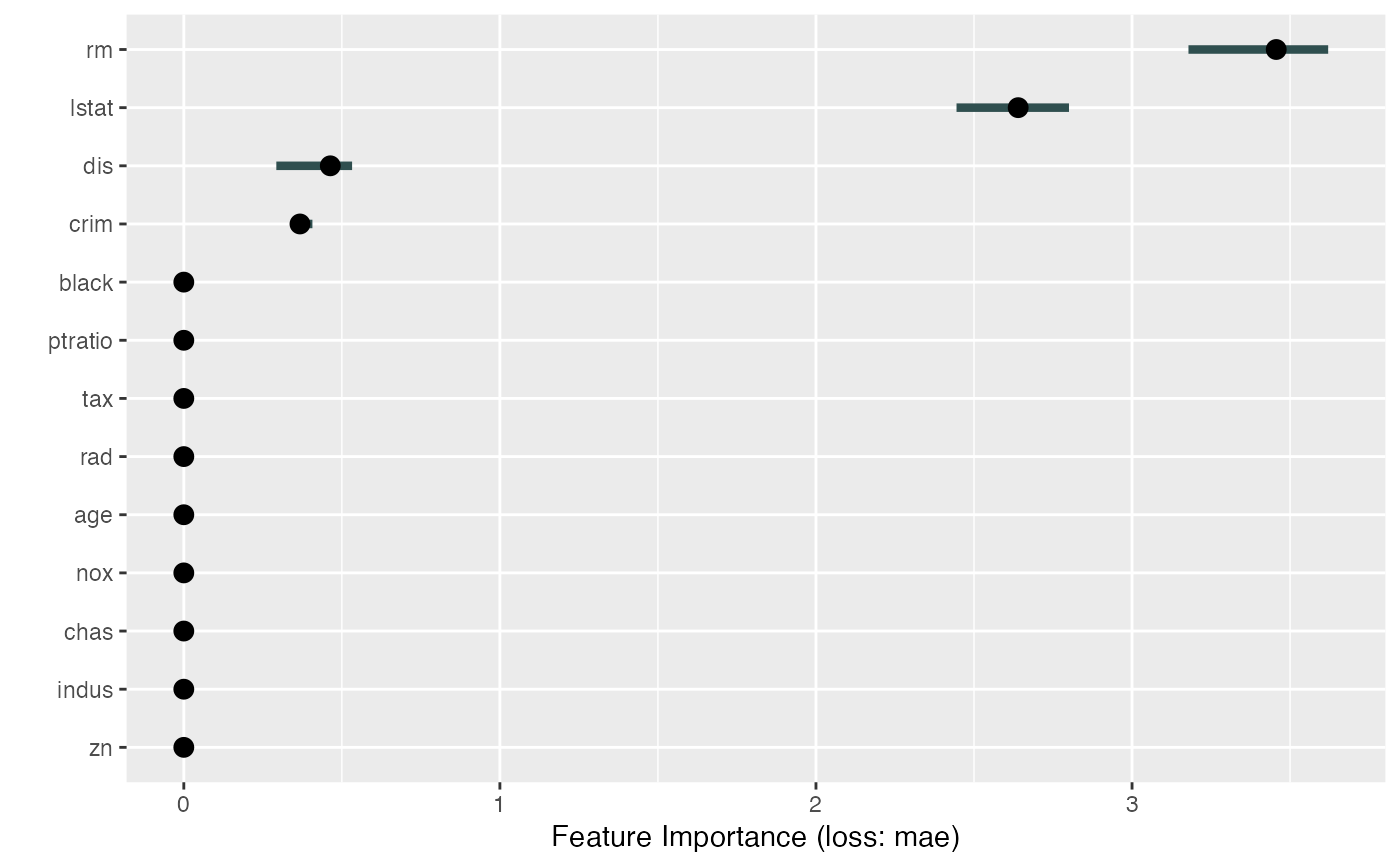 rm
lstat
dis
crim
black
ptratio
tax
rad
age
nox
chas
indus
zn
0 1 2 3
Feature Importance (loss: mae)